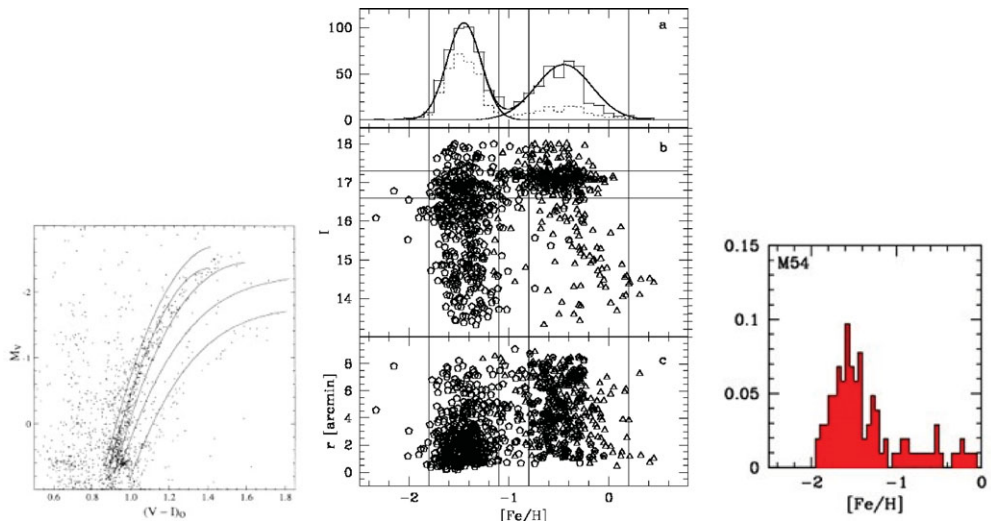 -2
-1
0
M_V
0.6 0.8 1.0 1.2 1.4 1.6 1.8
(V − I)₀
100
50
0
a
18
17
16
15
14
I
b
8
6
4
2
0
r [arcmin]
c
−2 −1 0
[Fe/H]
0.15
0.1
0.05
0
M54
−2 −1 0
[Fe/H]